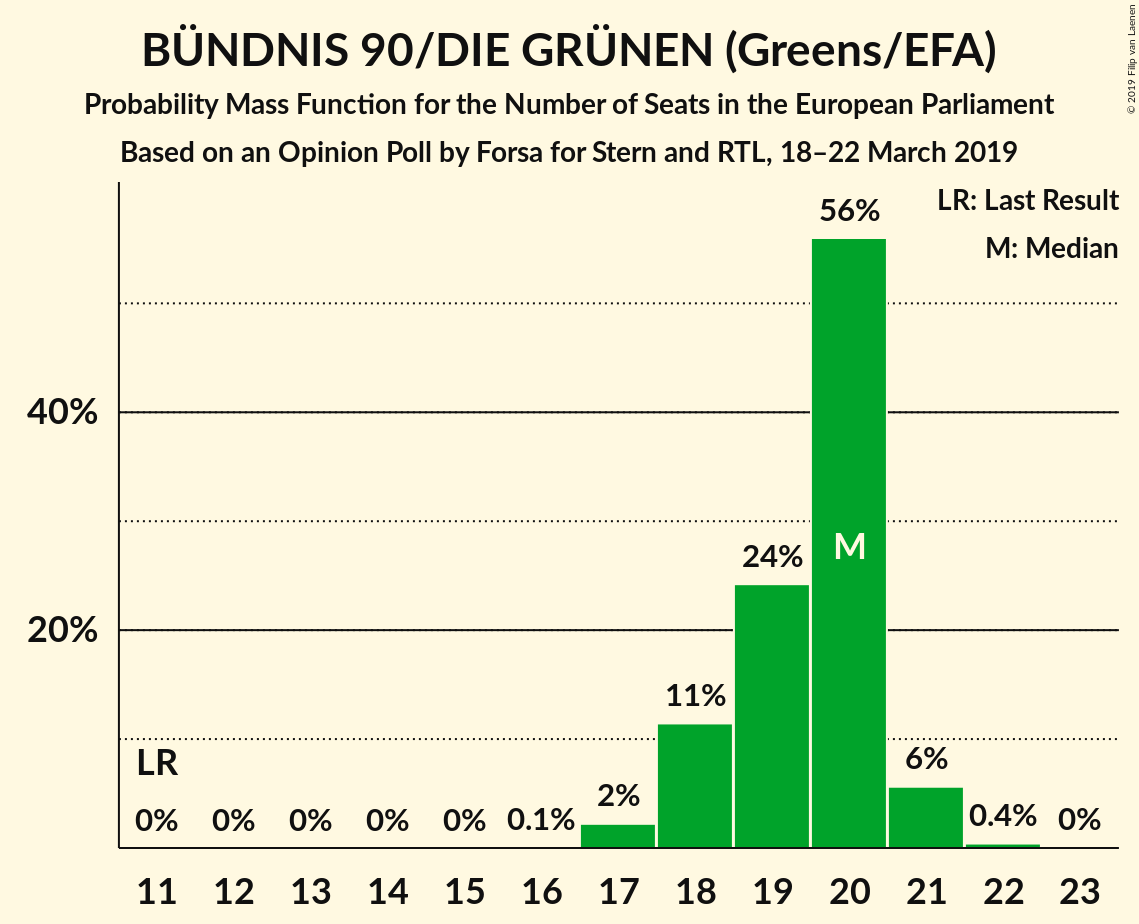 BÜNDNIS 90/DIE GRÜNEN (Greens/EFA)
Probability Mass Function for the Number of Seats in the European Parliament
Based on an Opinion Poll by Forsa for Stern and RTL, 18–22 March 2019
© 2019 Filip van Laenen
LR: Last Result
M: Median
56%
40%
M
24%
20%
11%
LR
6%
0% 0% 0% 0% 0% 0.1% 2% 0.4% 0%
11 12 13 14 15 16 17 18 19 20 21 22 23